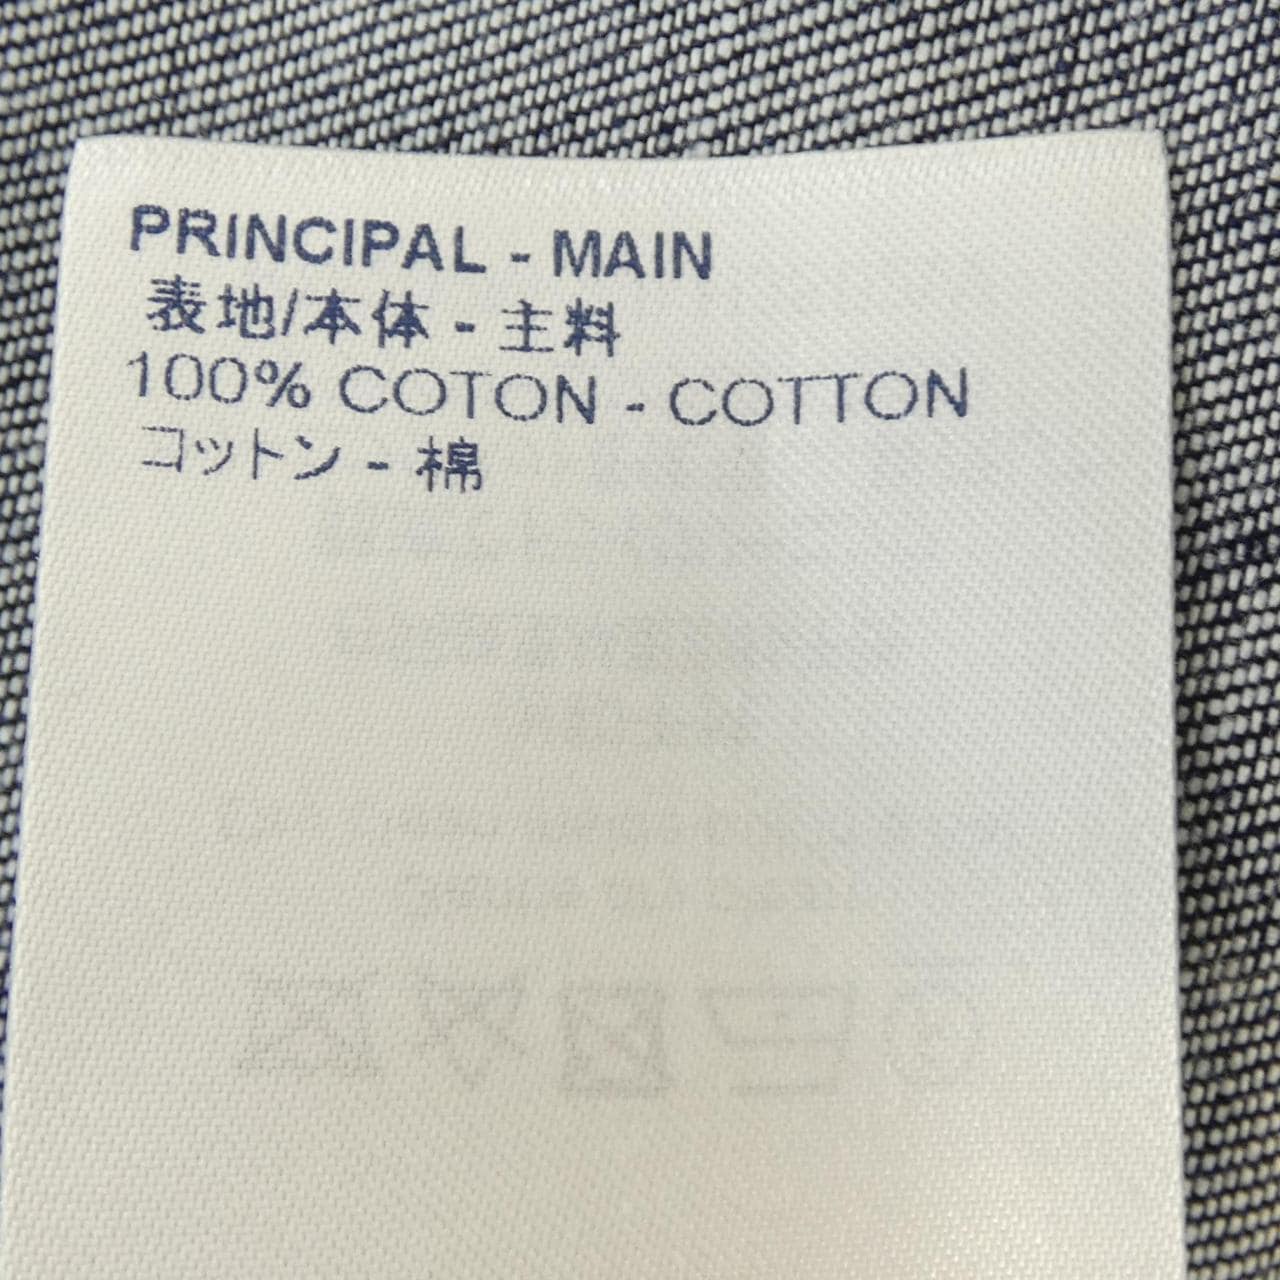 PRINCIPAL - MAIN
表地/本体 - 主料
100% COTON - COTTON
コットン - 棉